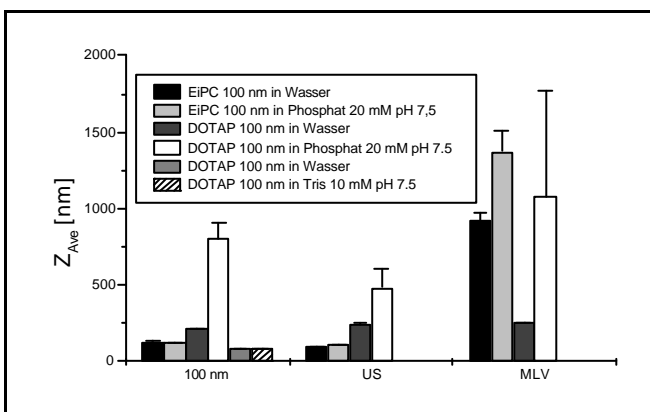 2000
1500
1000
500
0
Z_Ave [nm]
EiPC 100 nm in Wasser
EiPC 100 nm in Phosphat 20 mM pH 7,5
DOTAP 100 nm in Wasser
DOTAP 100 nm in Phosphat 20 mM pH 7.5
DOTAP 100 nm in Wasser
DOTAP 100 nm in Tris 10 mM pH 7.5
100 nm
US
MLV